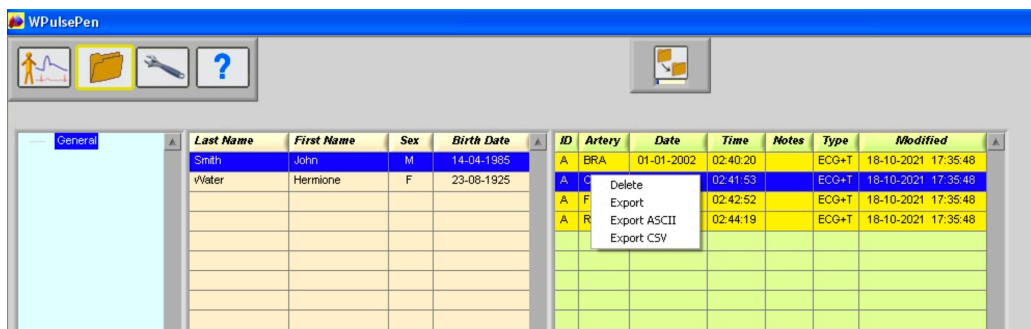 WPulsePen
?
General
Last Name First Name Sex Birth Date
Smith John M 14-04-1985
Water Hermione F 23-08-1925
ID Artery Date Time Notes Type Modified
A BRA 01-01-2002 02:40:20 ECG+T 18-10-2021 17:35:48
A C 02:41:53 ECG+T 18-10-2021 17:35:48
A F 02:42:52 ECG+T 18-10-2021 17:35:48
A R 02:44:19 ECG+T 18-10-2021 17:35:48
Delete
Export
Export ASCII
Export CSV